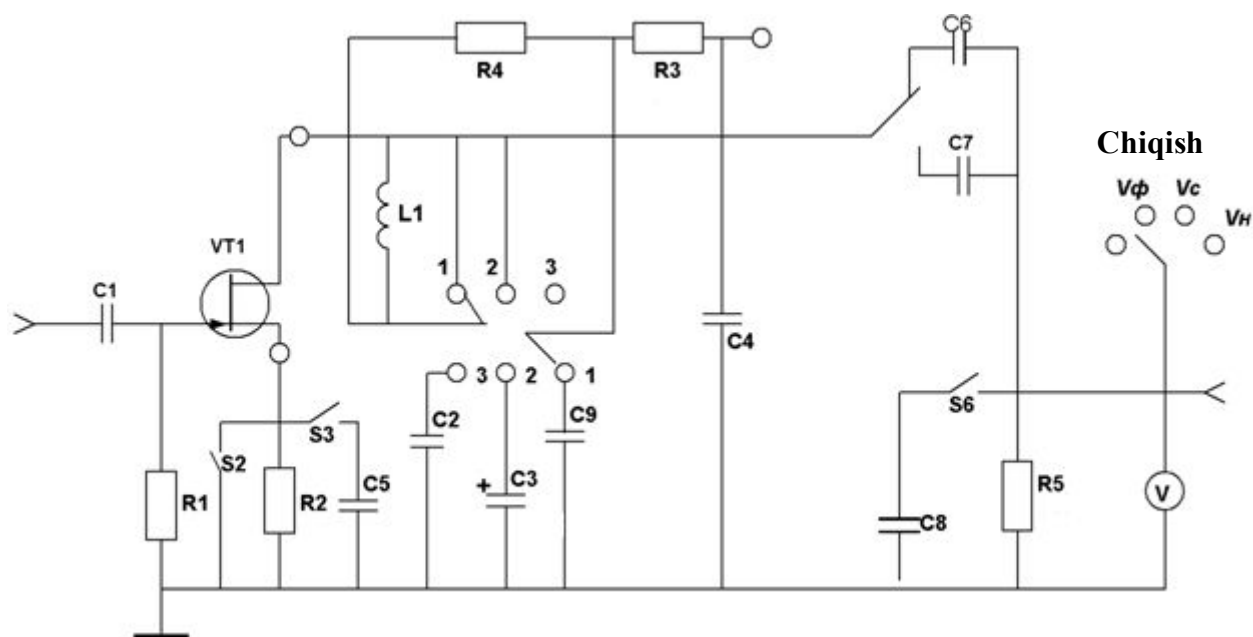 C6
R4
R3
C7
Chiqish
Vф Vc
Vн
L1
VT1
1 2 3
C1
C4
3 2 1
S6
C2
C9
S3
S2
C3
+
R1
R2
C5
R5
V
C8